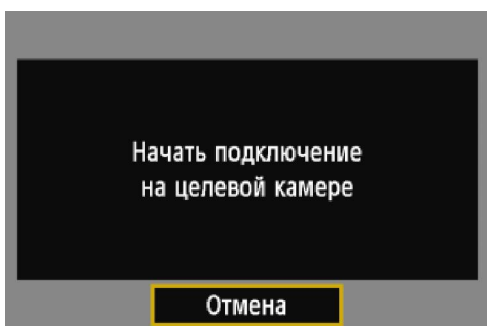 Начать подключение
на целевой камере
Отмена